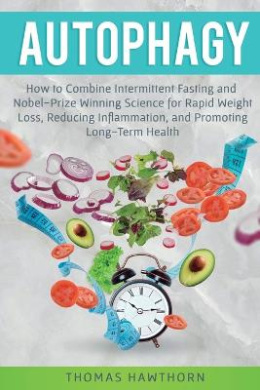 AUTOPHAGY
How to Combine Intermittent Fasting and
Nobel-Prize Winning Science for Rapid Weight
Loss, Reducing Inflammation, and Promoting
Long-Term Health
THOMAS HAWTHORN